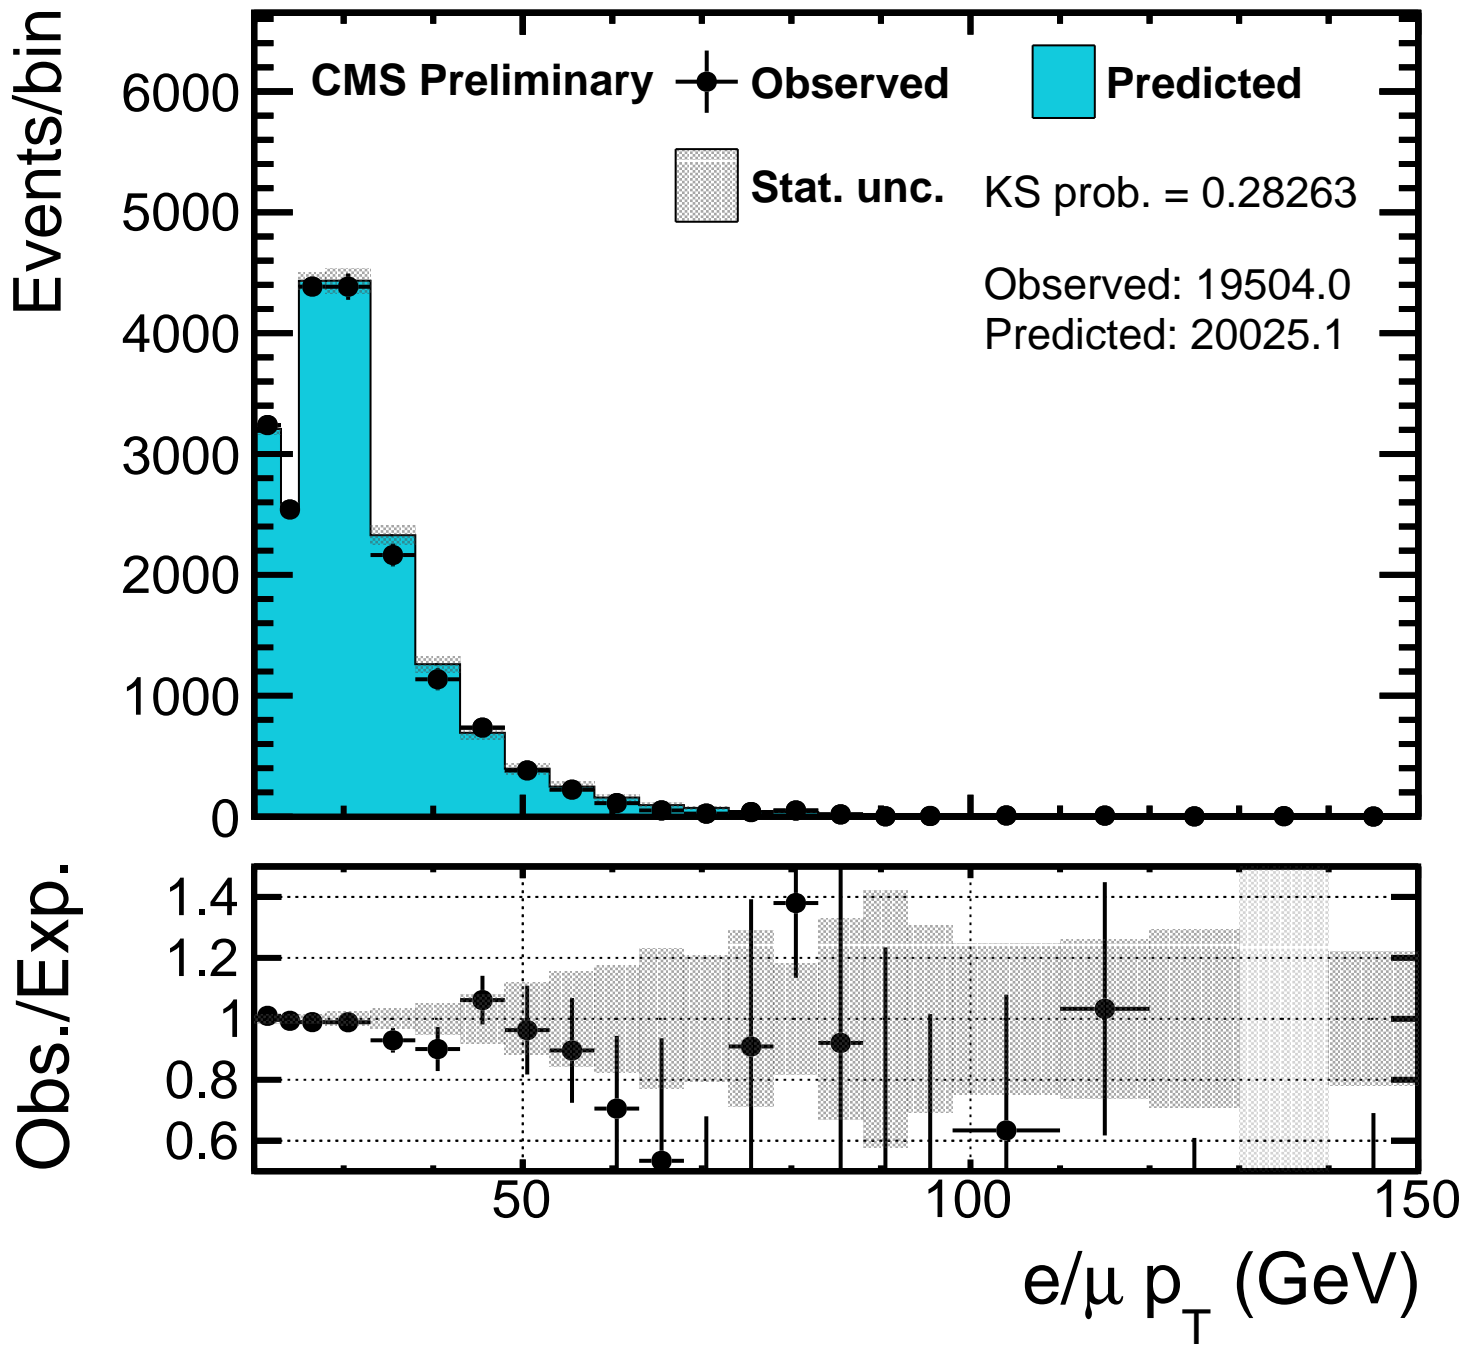 Events/bin
6000
5000
4000
3000
2000
1000
0
CMS Preliminary
Observed
Predicted
Stat. unc.
KS prob. = 0.28263
Observed: 19504.0
Predicted: 20025.1
Obs./Exp.
1.4
1.2
1
0.8
0.6
50
100
150
e/μ p_T (GeV)